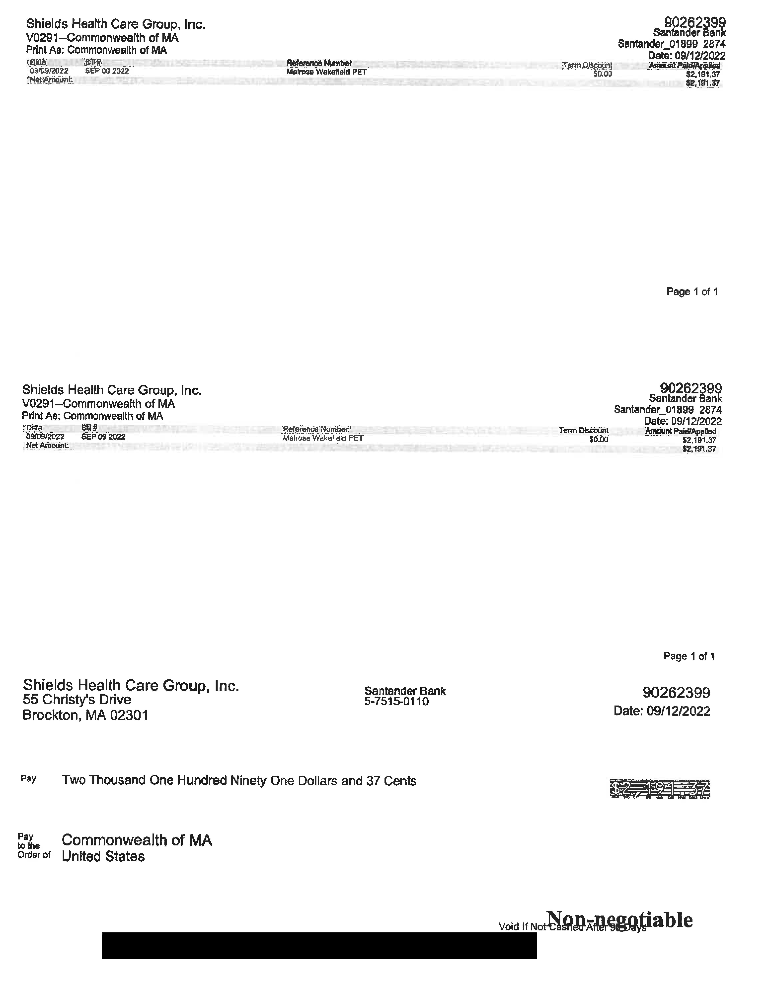 Shields Health Care Group, Inc.
V0291–Commonwealth of MA
Print As: Commonwealth of MA
90262399
Santander Bank
Santander_01899 2874
Date: 09/12/2022
Date Bill # Reference Number Term Discount Amount Paid/Applied
09/09/2022 SEP 09 2022 Melrose Wakefield PET $0.00 $2,191.37
Net Amount: $2,191.37
Page 1 of 1
Shields Health Care Group, Inc.
V0291–Commonwealth of MA
Print As: Commonwealth of MA
90262399
Santander Bank
Santander_01899 2874
Date: 09/12/2022
Date Bill # Reference Number Term Discount Amount Paid/Applied
09/09/2022 SEP 09 2022 Melrose Wakefield PET $0.00 $2,191.37
Net Amount: $2,191.37
Page 1 of 1
Shields Health Care Group, Inc.
55 Christy's Drive
Brockton, MA 02301
Santander Bank
5-7515-0110
90262399
Date: 09/12/2022
Pay Two Thousand One Hundred Ninety One Dollars and 37 Cents $2,191.37
Pay
to the
Order of
Commonwealth of MA
United States
Non-negotiable
Void If Not Cashed After 90 Days